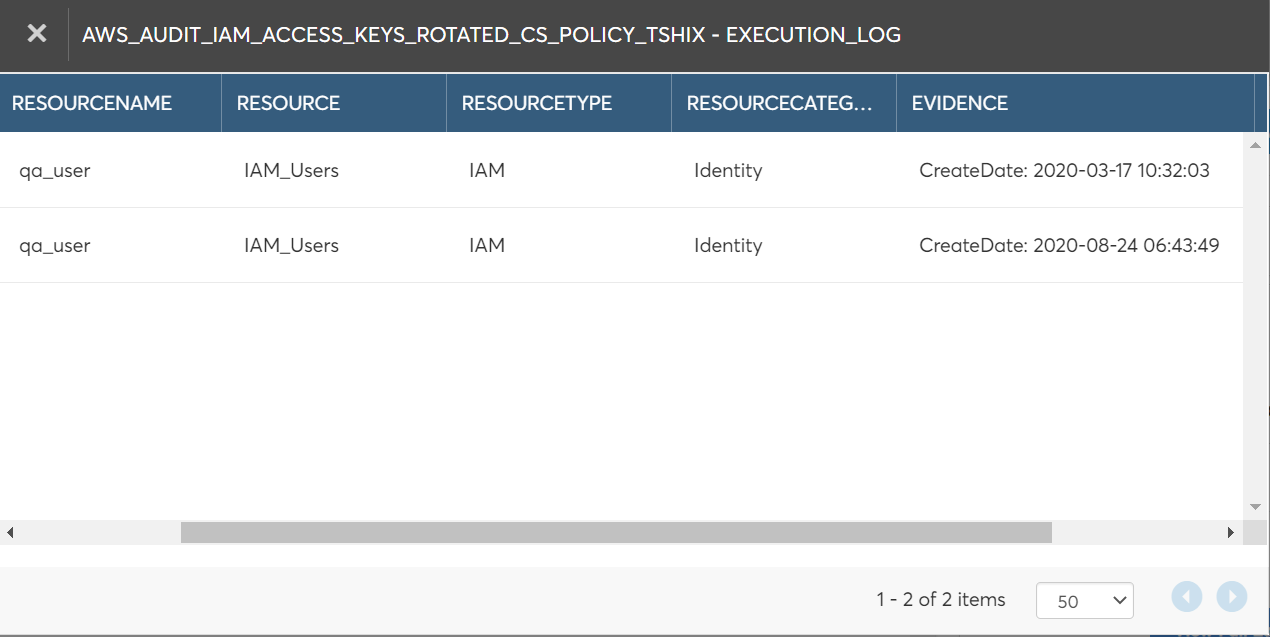 AWS_AUDIT_IAM_ACCESS_KEYS_ROTATED_CS_POLICY_TSHIX - EXECUTION_LOG
RESOURCENAME RESOURCE RESOURCETYPE RESOURCECATEG... EVIDENCE
qa_user IAM_Users IAM Identity CreateDate: 2020-03-17 10:32:03
qa_user IAM_Users IAM Identity CreateDate: 2020-08-24 06:43:49
1 - 2 of 2 items 50